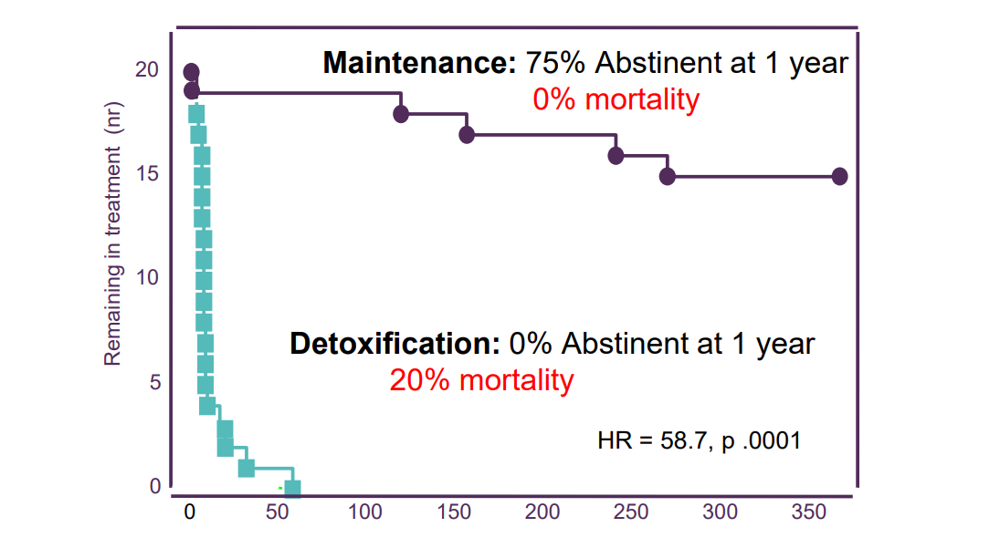 Maintenance: 75% Abstinent at 1 year
0% mortality
Remaining in treatment (nr)
20
15
10
5
0
Detoxification: 0% Abstinent at 1 year
20% mortality
HR = 58.7, p .0001
0 50 100 150 200 250 300 350